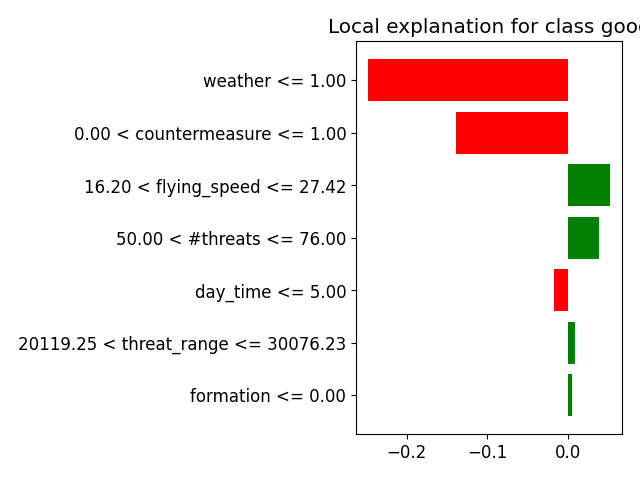 Local explanation for class good
weather <= 1.00
0.00 < countermeasure <= 1.00
16.20 < flying_speed <= 27.42
50.00 < #threats <= 76.00
day_time <= 5.00
20119.25 < threat_range <= 30076.23
formation <= 0.00
−0.2 −0.1 0.0